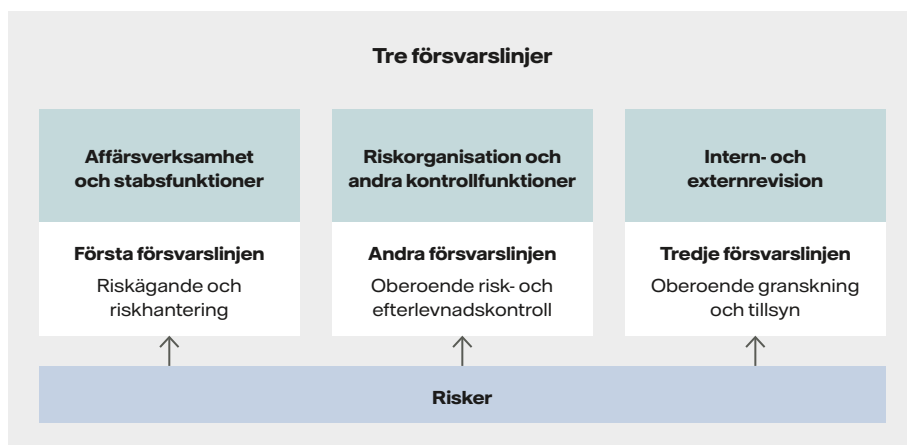 Tre försvarslinjer
Affärsverksamhet
och stabsfunktioner
Första försvarslinjen
Riskägande och
riskhantering
Riskorganisation och
andra kontrollfunktioner
Andra försvarslinjen
Oberoende risk- och
efterlevnadskontroll
Intern- och
externrevision
Tredje försvarslinjen
Oberoende granskning
och tillsyn
Risker